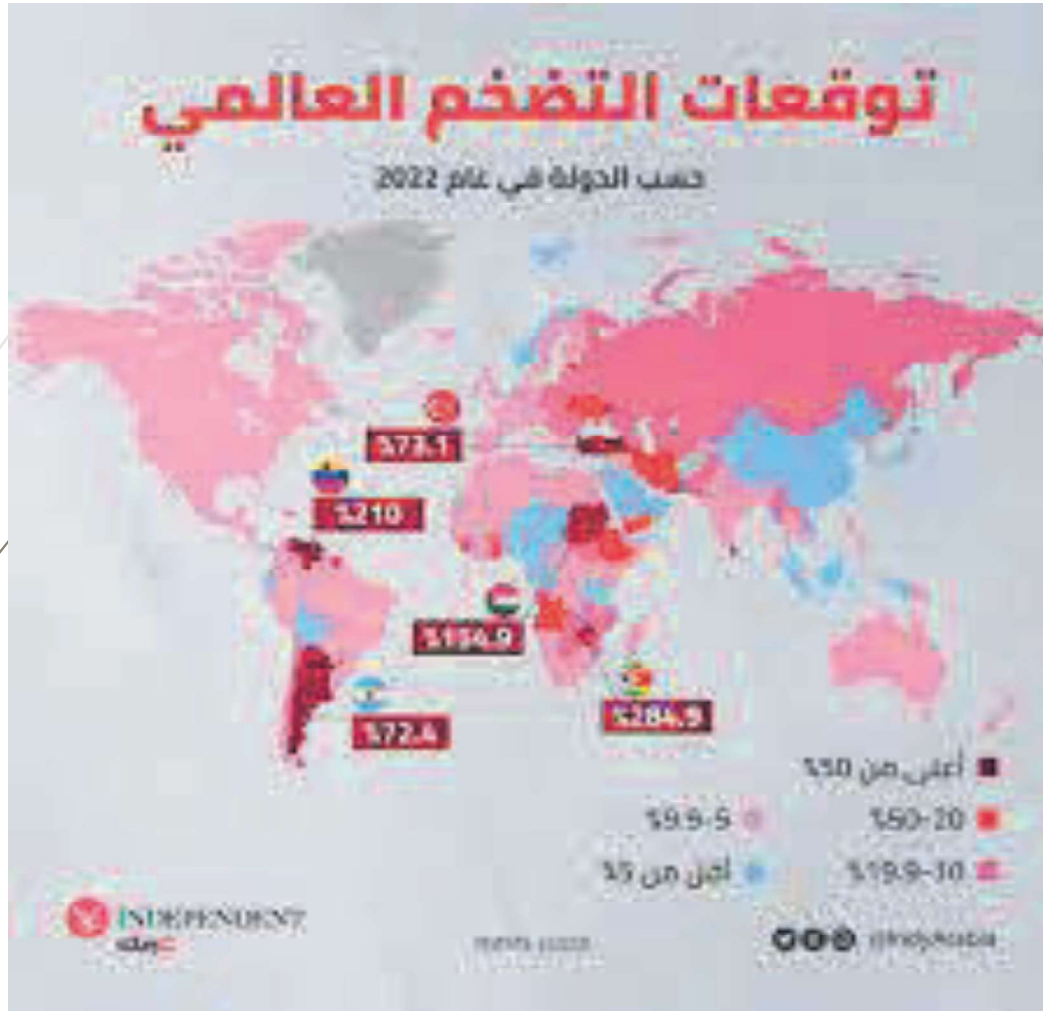 توقعات التضخم العالمي
حسب الدولة في عام 2022
%73.1
%210
%154.9
%72.4
%284.9
أعلى من 50%
%50-20
%9.9-5
%19.9-10
أقل من 5%
INDEPENDENT
عربية
@IndyArabia